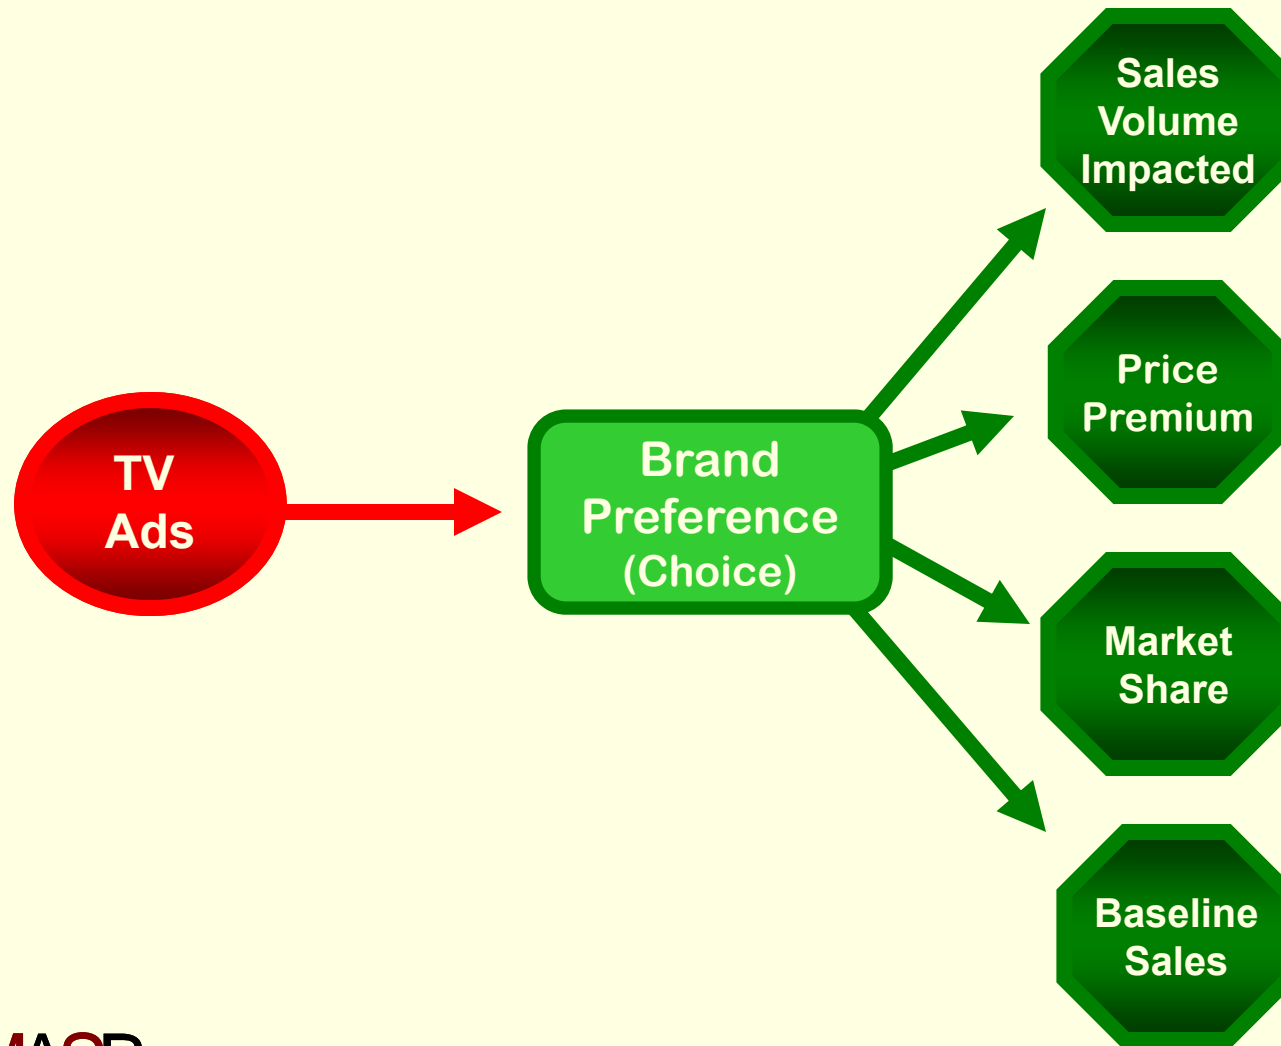 Sales
Volume
Impacted
Price
Premium
TV
Ads
Brand
Preference
(Choice)
Market
Share
Baseline
Sales